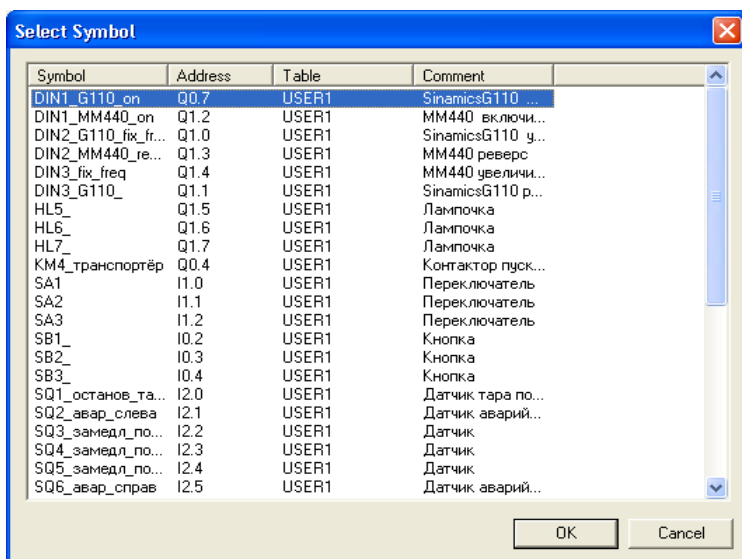 Select Symbol
Symbol Address Table Comment
DIN1_G110_on Q0.7 USER1 SinamicsG110 ...
DIN1_MM440_on Q1.2 USER1 MM440 включи...
DIN2_G110_fix_fr... Q1.0 USER1 SinamicsG110 у...
DIN2_MM440_re... Q1.3 USER1 MM440 реверс
DIN3_fix_freq Q1.4 USER1 MM440 увеличи...
DIN3_G110_ Q1.1 USER1 SinamicsG110 р...
HL5_ Q1.5 USER1 Лампочка
HL6_ Q1.6 USER1 Лампочка
HL7_ Q1.7 USER1 Лампочка
КМ4_транспортёр Q0.4 USER1 Контактор пуск...
SA1 I1.0 USER1 Переключатель
SA2 I1.1 USER1 Переключатель
SA3 I1.2 USER1 Переключатель
SB1_ I0.2 USER1 Кнопка
SB2_ I0.3 USER1 Кнопка
SB3_ I0.4 USER1 Кнопка
SQ1_останов_та... I2.0 USER1 Датчик тара по...
SQ2_авар_слева I2.1 USER1 Датчик аварий...
SQ3_замедл_по... I2.2 USER1 Датчик
SQ4_замедл_по... I2.3 USER1 Датчик
SQ5_замедл_по... I2.4 USER1 Датчик
SQ6_авар_справ I2.5 USER1 Датчик аварий...
OK Cancel